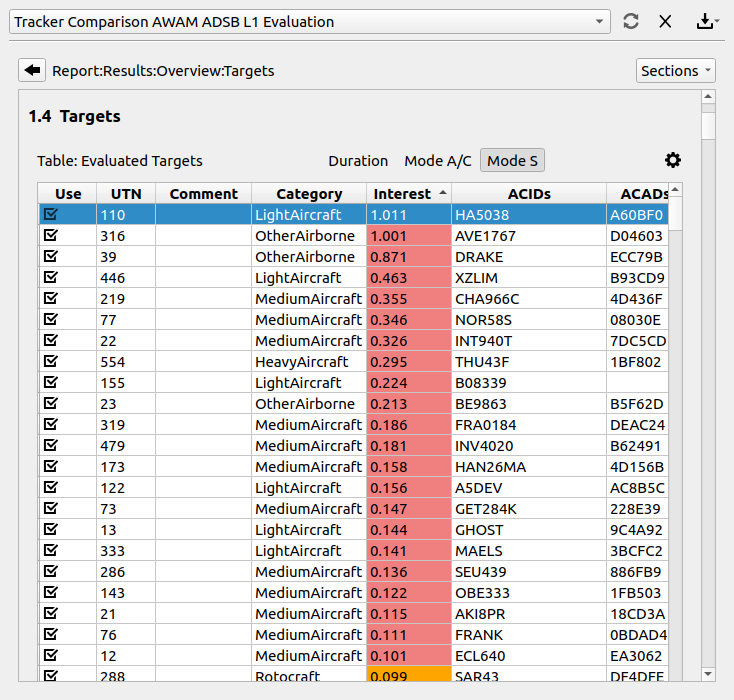 Tracker Comparison AWAM ADSB L1 Evaluation
Report:Results:Overview:Targets Sections
1.4 Targets
Table: Evaluated Targets Duration Mode A/C Mode S
Use UTN Comment Category Interest ACIDs ACADs
110 LightAircraft 1.011 HA5038 A60BF0
316 OtherAirborne 1.001 AVE1767 D04603
39 OtherAirborne 0.871 DRAKE ECC79B
446 LightAircraft 0.463 XZLIM B93CD9
219 MediumAircraft 0.355 CHA966C 4D436F
77 MediumAircraft 0.346 NOR58S 08030E
22 MediumAircraft 0.326 INT940T 7DC5CD
554 HeavyAircraft 0.295 THU43F 1BF802
155 LightAircraft 0.224 B08339
23 OtherAirborne 0.213 BE9863 B5F62D
319 MediumAircraft 0.186 FRA0184 DEAC24
479 MediumAircraft 0.181 INV4020 B62491
173 MediumAircraft 0.158 HAN26MA 4D156B
122 LightAircraft 0.156 A5DEV AC8B5C
73 MediumAircraft 0.147 GET284K 228E39
13 LightAircraft 0.144 GHOST 9C4A92
333 LightAircraft 0.141 MAELS 3BCFC2
286 MediumAircraft 0.136 SEU439 886FB9
143 MediumAircraft 0.122 OBE333 1FB503
21 MediumAircraft 0.115 AKI8PR 18CD3A
76 MediumAircraft 0.111 FRANK 0BDAD4
12 MediumAircraft 0.101 ECL640 EA3062
288 Rotocraft 0.099 SAR43